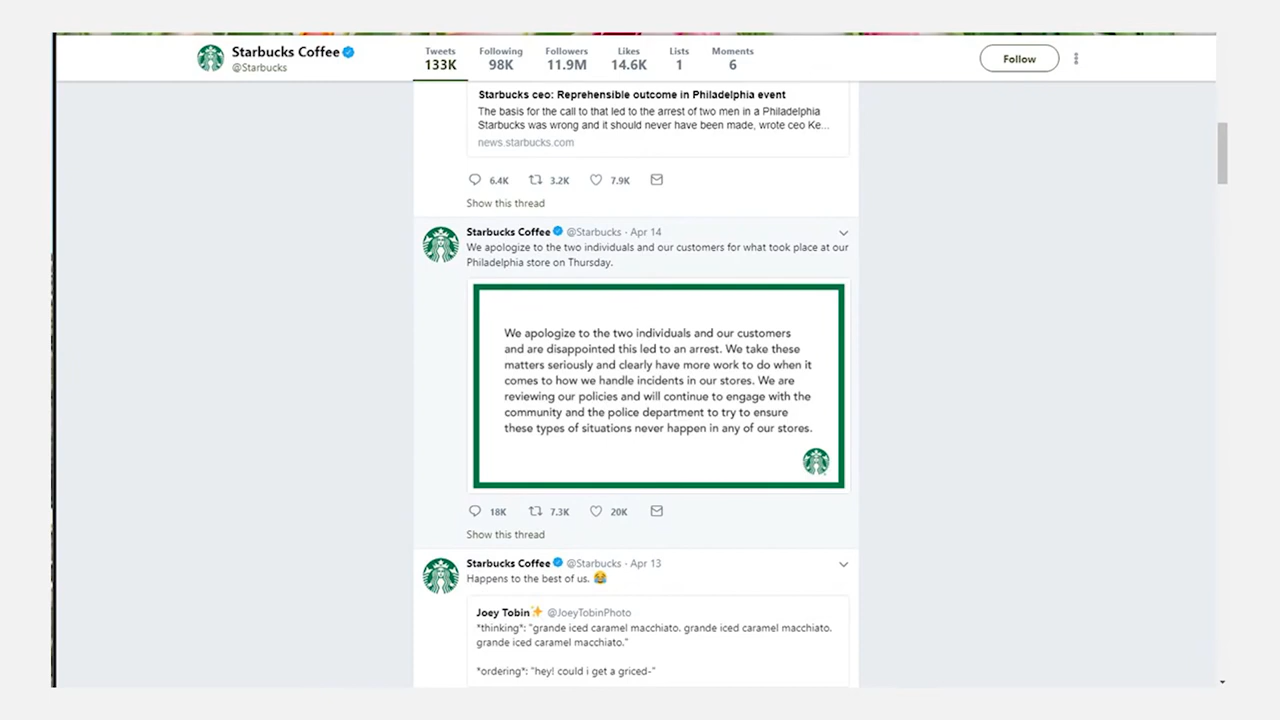 Starbucks Coffee
@Starbucks
Tweets
133K
Following
98K
Followers
11.9M
Likes
14.6K
Lists
1
Moments
6
Follow
Starbucks ceo: Reprehensible outcome in Philadelphia event
The basis for the call to that led to the arrest of two men in a Philadelphia
Starbucks was wrong and it should never have been made, wrote ceo Ke...
news.starbucks.com
6.4K 3.2K 7.9K
Show this thread
Starbucks Coffee @Starbucks · Apr 14
We apologize to the two individuals and our customers for what took place at our
Philadelphia store on Thursday.
We apologize to the two individuals and our customers
and are disappointed this led to an arrest. We take these
matters seriously and clearly have more work to do when it
comes to how we handle incidents in our stores. We are
reviewing our policies and will continue to engage with the
community and the police department to try to ensure
these types of situations never happen in any of our stores.
18K 7.3K 20K
Show this thread
Starbucks Coffee @Starbucks · Apr 13
Happens to the best of us. 😂
Joey Tobin✨ @JoeyTobinPhoto
*thinking*: "grande iced caramel macchiato. grande iced caramel macchiato.
grande iced caramel macchiato."
*ordering*: "hey! could i get a griced-"